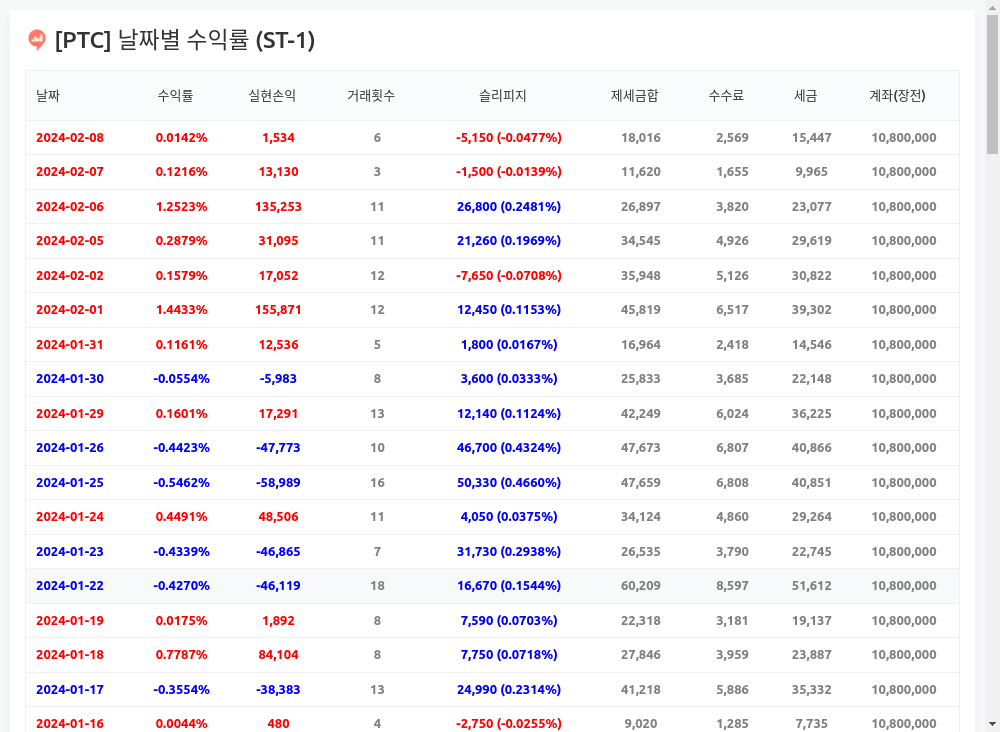 [PTC] 날짜별 수익률 (ST-1)
날짜 수익률 실현손익 거래횟수 슬리피지 제세금합 수수료 세금 계좌(장전)
2024-02-08 0.0142% 1,534 6 -5,150 (-0.0477%) 18,016 2,569 15,447 10,800,000
2024-02-07 0.1216% 13,130 3 -1,500 (-0.0139%) 11,620 1,655 9,965 10,800,000
2024-02-06 1.2523% 135,253 11 26,800 (0.2481%) 26,897 3,820 23,077 10,800,000
2024-02-05 0.2879% 31,095 11 21,260 (0.1969%) 34,545 4,926 29,619 10,800,000
2024-02-02 0.1579% 17,052 12 -7,650 (-0.0708%) 35,948 5,126 30,822 10,800,000
2024-02-01 1.4433% 155,871 12 12,450 (0.1153%) 45,819 6,517 39,302 10,800,000
2024-01-31 0.1161% 12,536 5 1,800 (0.0167%) 16,964 2,418 14,546 10,800,000
2024-01-30 -0.0554% -5,983 8 3,600 (0.0333%) 25,833 3,685 22,148 10,800,000
2024-01-29 0.1601% 17,291 13 12,140 (0.1124%) 42,249 6,024 36,225 10,800,000
2024-01-26 -0.4423% -47,773 10 46,700 (0.4324%) 47,673 6,807 40,866 10,800,000
2024-01-25 -0.5462% -58,989 16 50,330 (0.4660%) 47,659 6,808 40,851 10,800,000
2024-01-24 0.4491% 48,506 11 4,050 (0.0375%) 34,124 4,860 29,264 10,800,000
2024-01-23 -0.4339% -46,865 7 31,730 (0.2938%) 26,535 3,790 22,745 10,800,000
2024-01-22 -0.4270% -46,119 18 16,670 (0.1544%) 60,209 8,597 51,612 10,800,000
2024-01-19 0.0175% 1,892 8 7,590 (0.0703%) 22,318 3,181 19,137 10,800,000
2024-01-18 0.7787% 84,104 8 7,750 (0.0718%) 27,846 3,959 23,887 10,800,000
2024-01-17 -0.3554% -38,383 13 24,990 (0.2314%) 41,218 5,886 35,332 10,800,000
2024-01-16 0.0044% 480 4 -2,750 (-0.0255%) 9,020 1,285 7,735 10,800,000